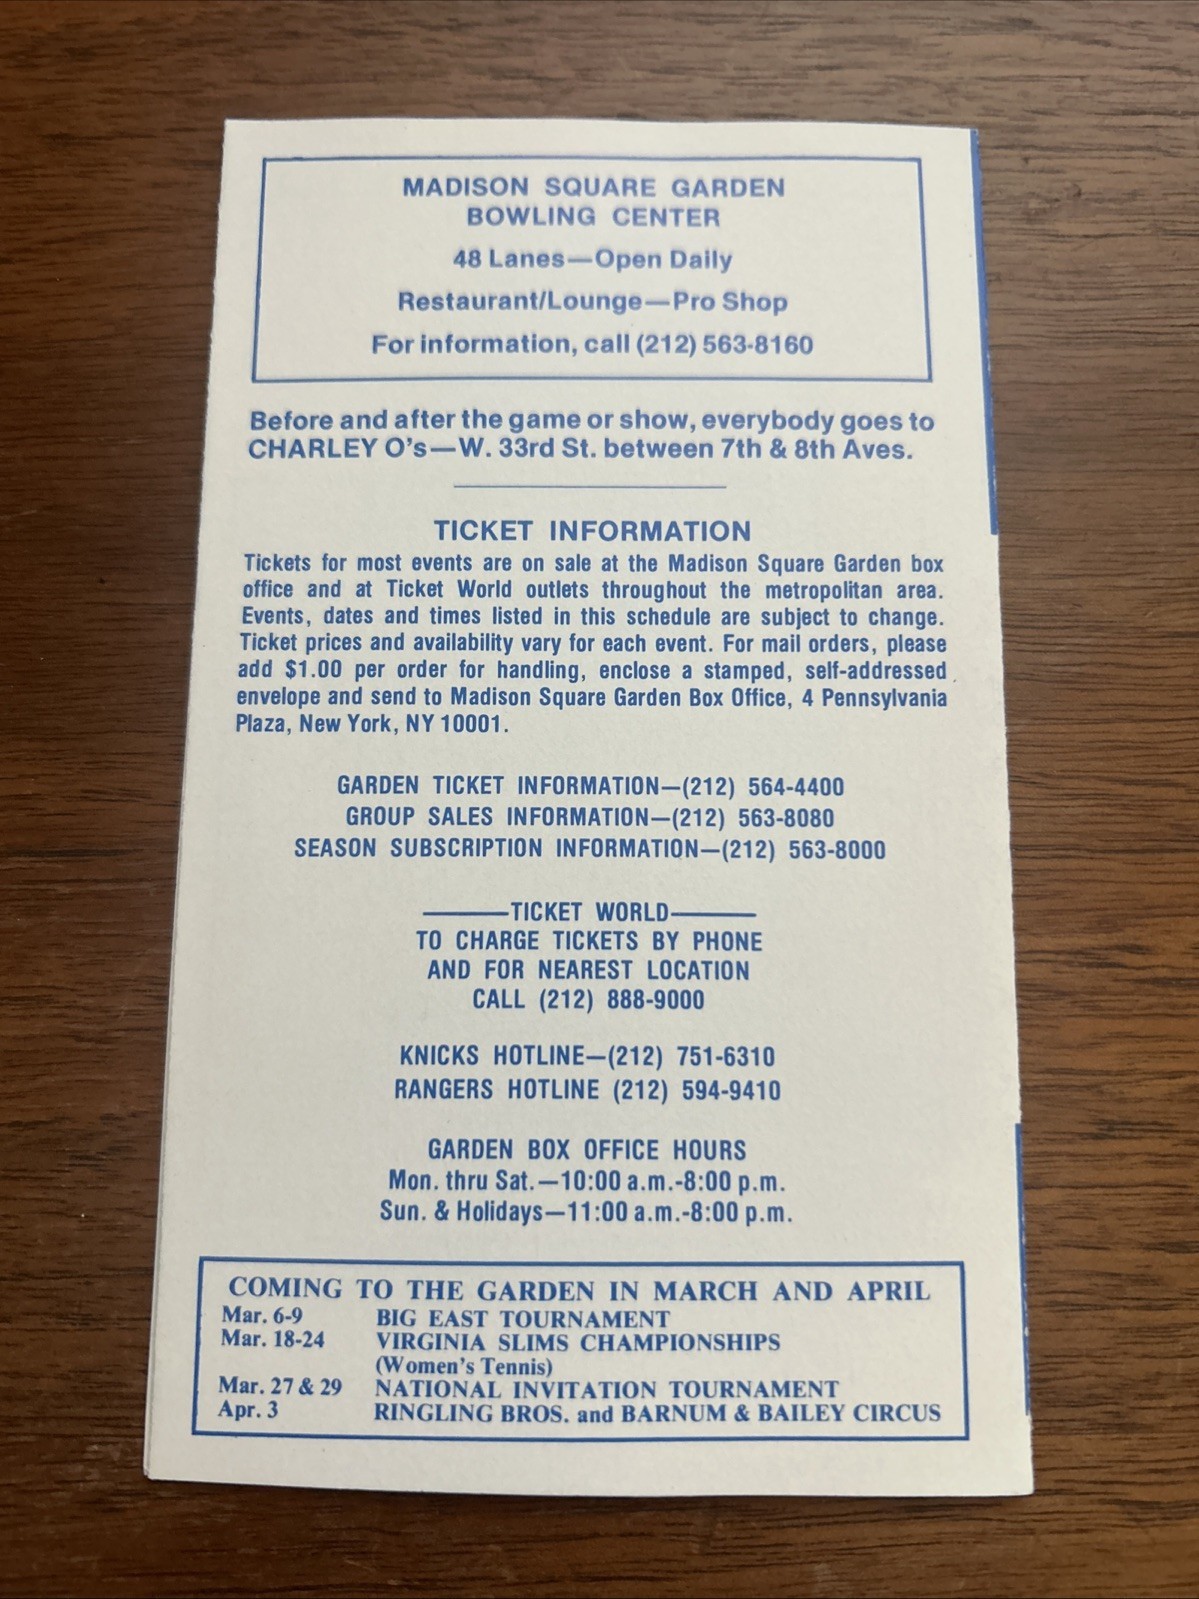 MADISON SQUARE GARDEN
BOWLING CENTER
48 Lanes—Open Daily
Restaurant/Lounge—Pro Shop
For information, call (212) 563-8160
Before and after the game or show, everybody goes to
CHARLEY O's—W. 33rd St. between 7th & 8th Aves.
TICKET INFORMATION
Tickets for most events are on sale at the Madison Square Garden box
office and at Ticket World outlets throughout the metropolitan area.
Events, dates and times listed in this schedule are subject to change.
Ticket prices and availability vary for each event. For mail orders, please
add $1.00 per order for handling, enclose a stamped, self-addressed
envelope and send to Madison Square Garden Box Office, 4 Pennsylvania
Plaza, New York, NY 10001.
GARDEN TICKET INFORMATION—(212) 564-4400
GROUP SALES INFORMATION—(212) 563-8080
SEASON SUBSCRIPTION INFORMATION—(212) 563-8000
———TICKET WORLD———
TO CHARGE TICKETS BY PHONE
AND FOR NEAREST LOCATION
CALL (212) 888-9000
KNICKS HOTLINE—(212) 751-6310
RANGERS HOTLINE (212) 594-9410
GARDEN BOX OFFICE HOURS
Mon. thru Sat.—10:00 a.m.-8:00 p.m.
Sun. & Holidays—11:00 a.m.-8:00 p.m.
COMING TO THE GARDEN IN MARCH AND APRIL
Mar. 6-9 BIG EAST TOURNAMENT
Mar. 18-24 VIRGINIA SLIMS CHAMPIONSHIPS
(Women's Tennis)
Mar. 27 & 29 NATIONAL INVITATION TOURNAMENT
Apr. 3 RINGLING BROS. and BARNUM & BAILEY CIRCUS